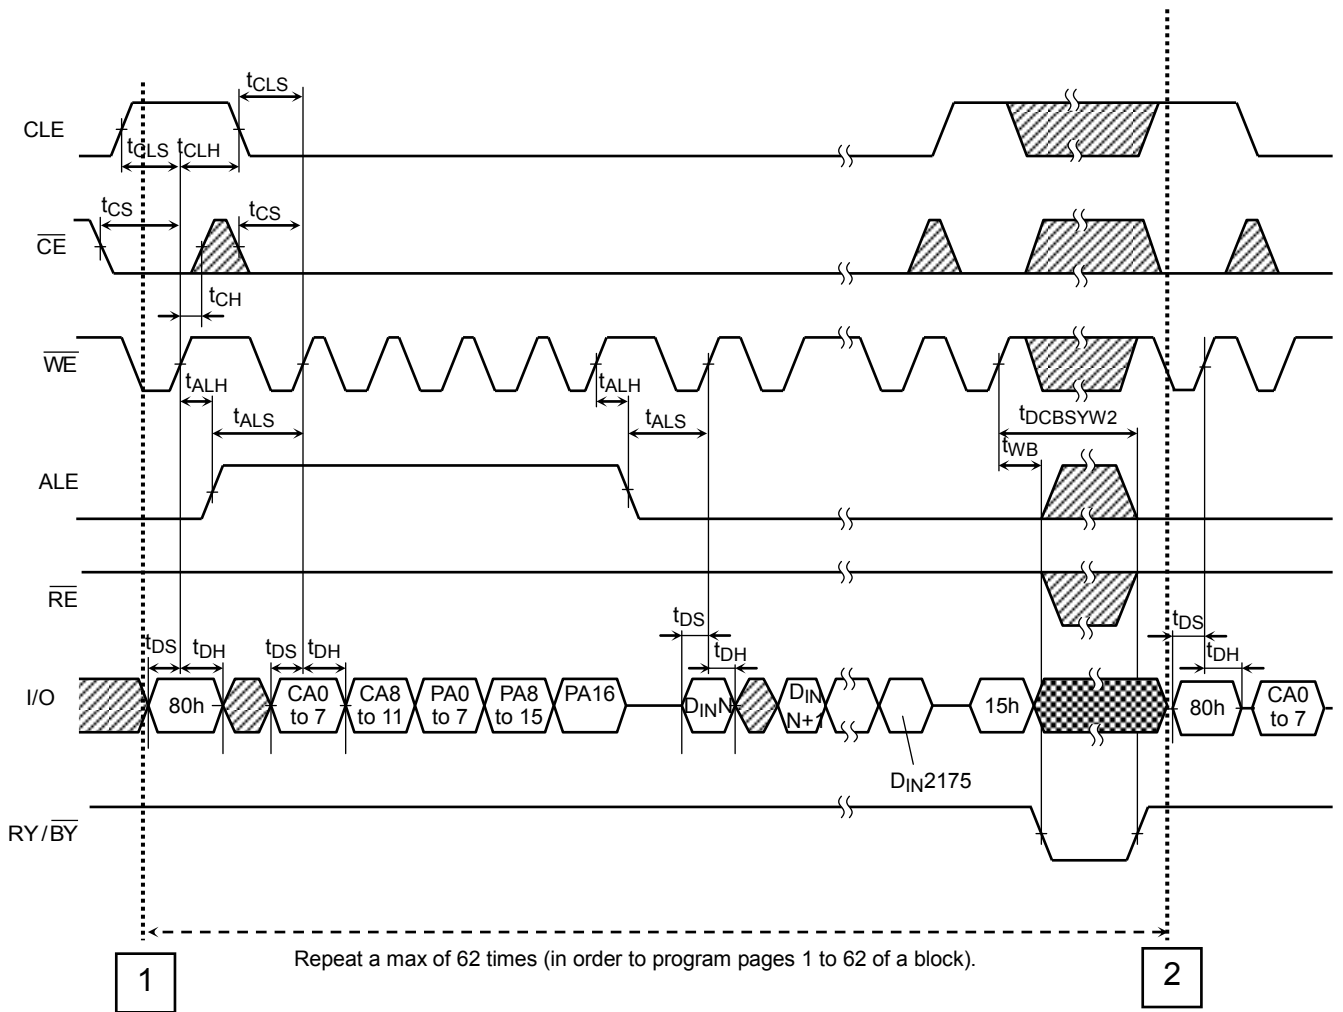 tCLS
CLE
tCLS tCLH
tCS tCS
CE
tCH
WE
tALH tALH
tALS tALS
tDCBSYW2
tWB
ALE
RE
tDS tDH tDS tDH tDS tDH tDS tDH
I/O
80h
CA0 to 7
CA8 to 11
PA0 to 7
PA8 to 15
PA16
DINN
DIN N+1
15h
80h
CA0 to 7
DIN2175
RY/BY
Repeat a max of 62 times (in order to program pages 1 to 62 of a block).
1
2